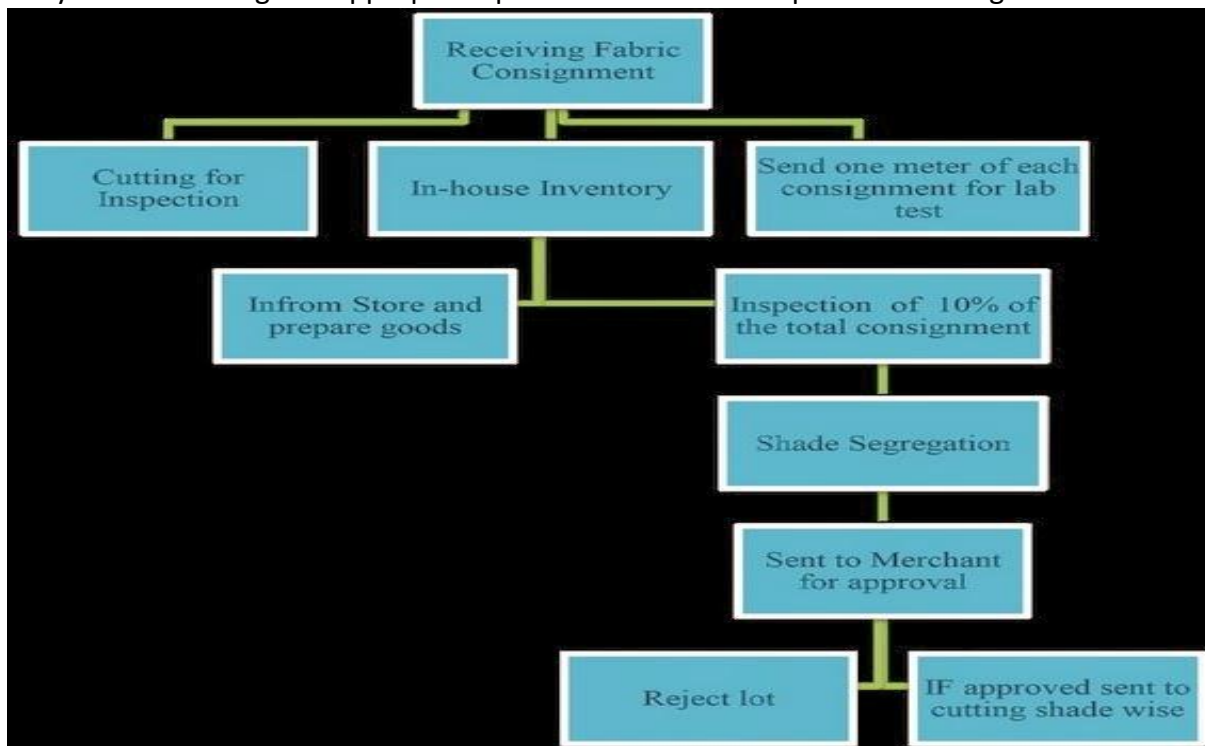 Receiving Fabric
Consignment
Cutting for
Inspection
In-house Inventory
Send one meter of each
consignment for lab
test
Infrom Store and
prepare goods
Inspection of 10% of
the total consignment
Shade Segregation
Sent to Merchant
for approval
Reject lot
IF approved sent to
cutting shade wise